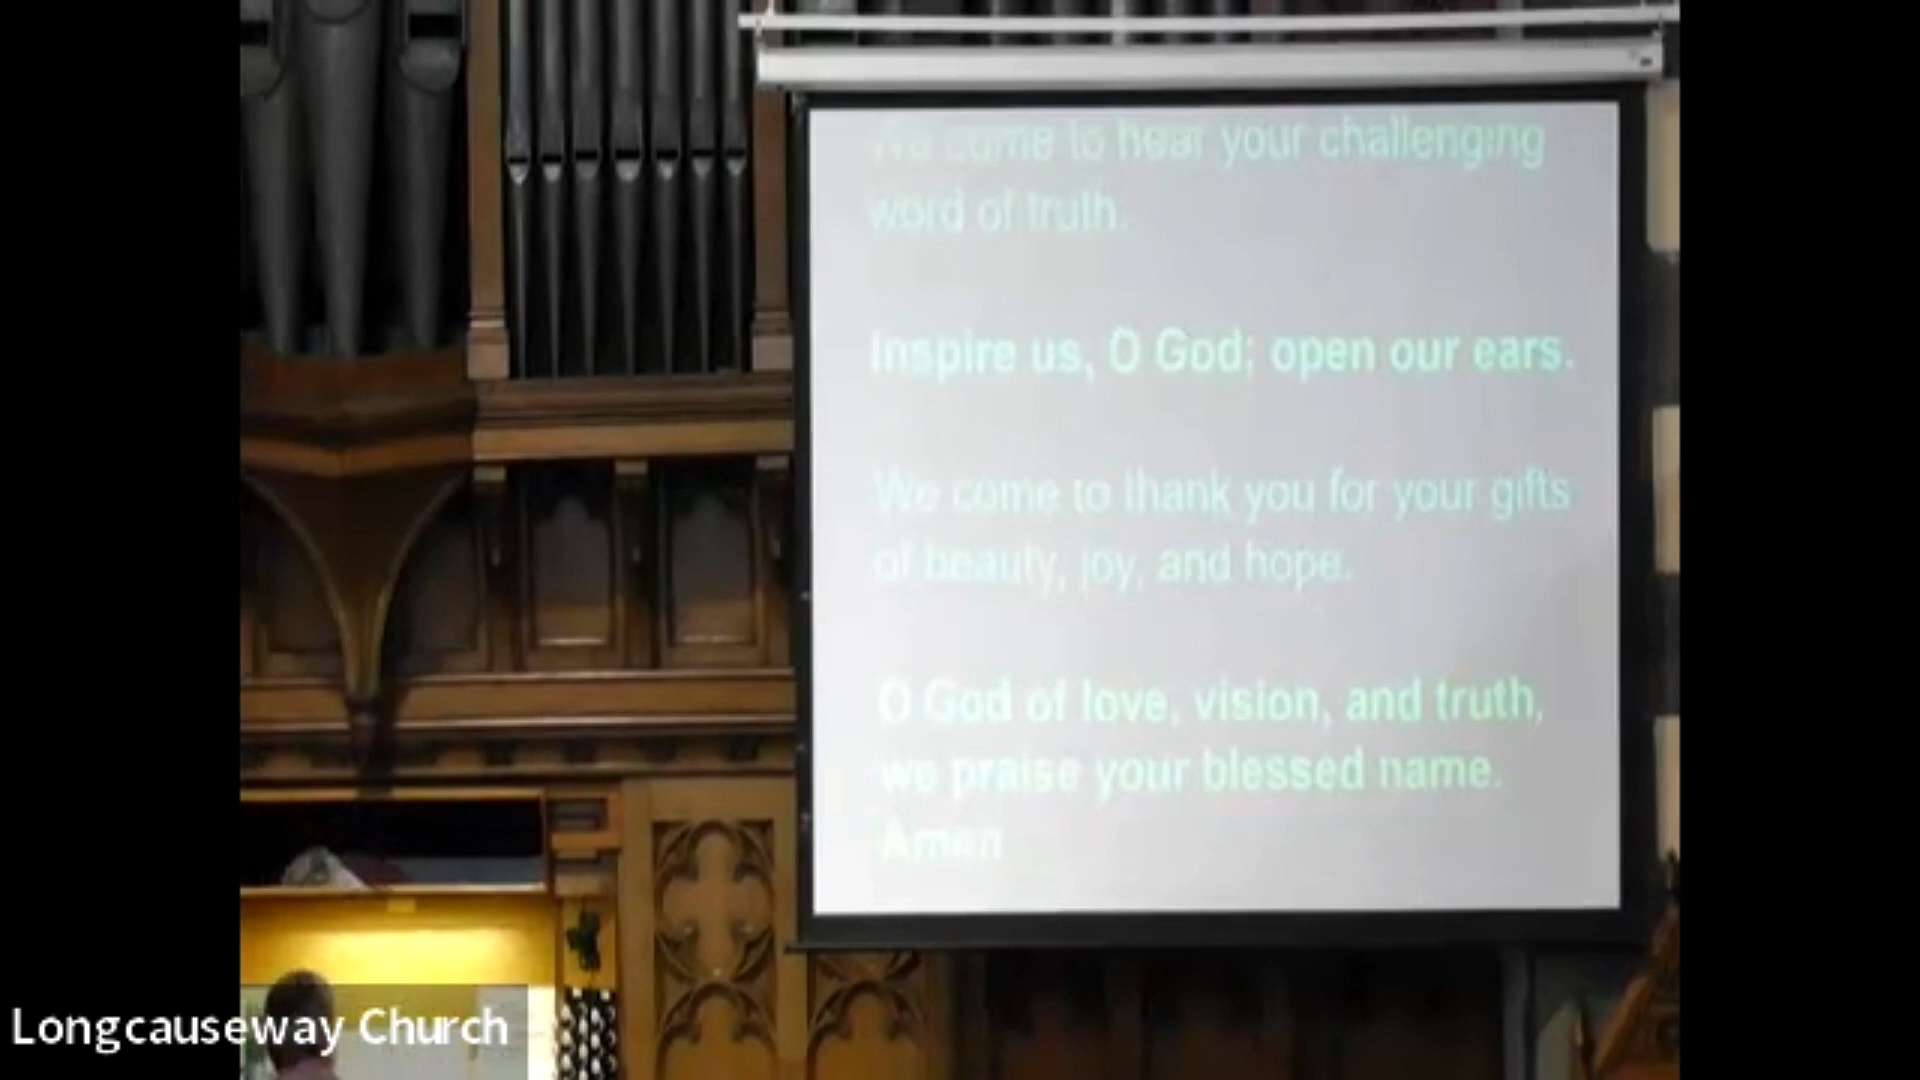 We come to hear your challenging
word of truth.
Inspire us, O God; open our ears.
We come to thank you for your gifts
of beauty, joy, and hope.
O God of love, vision, and truth,
we praise your blessed name.
Amen
Longcauseway Church